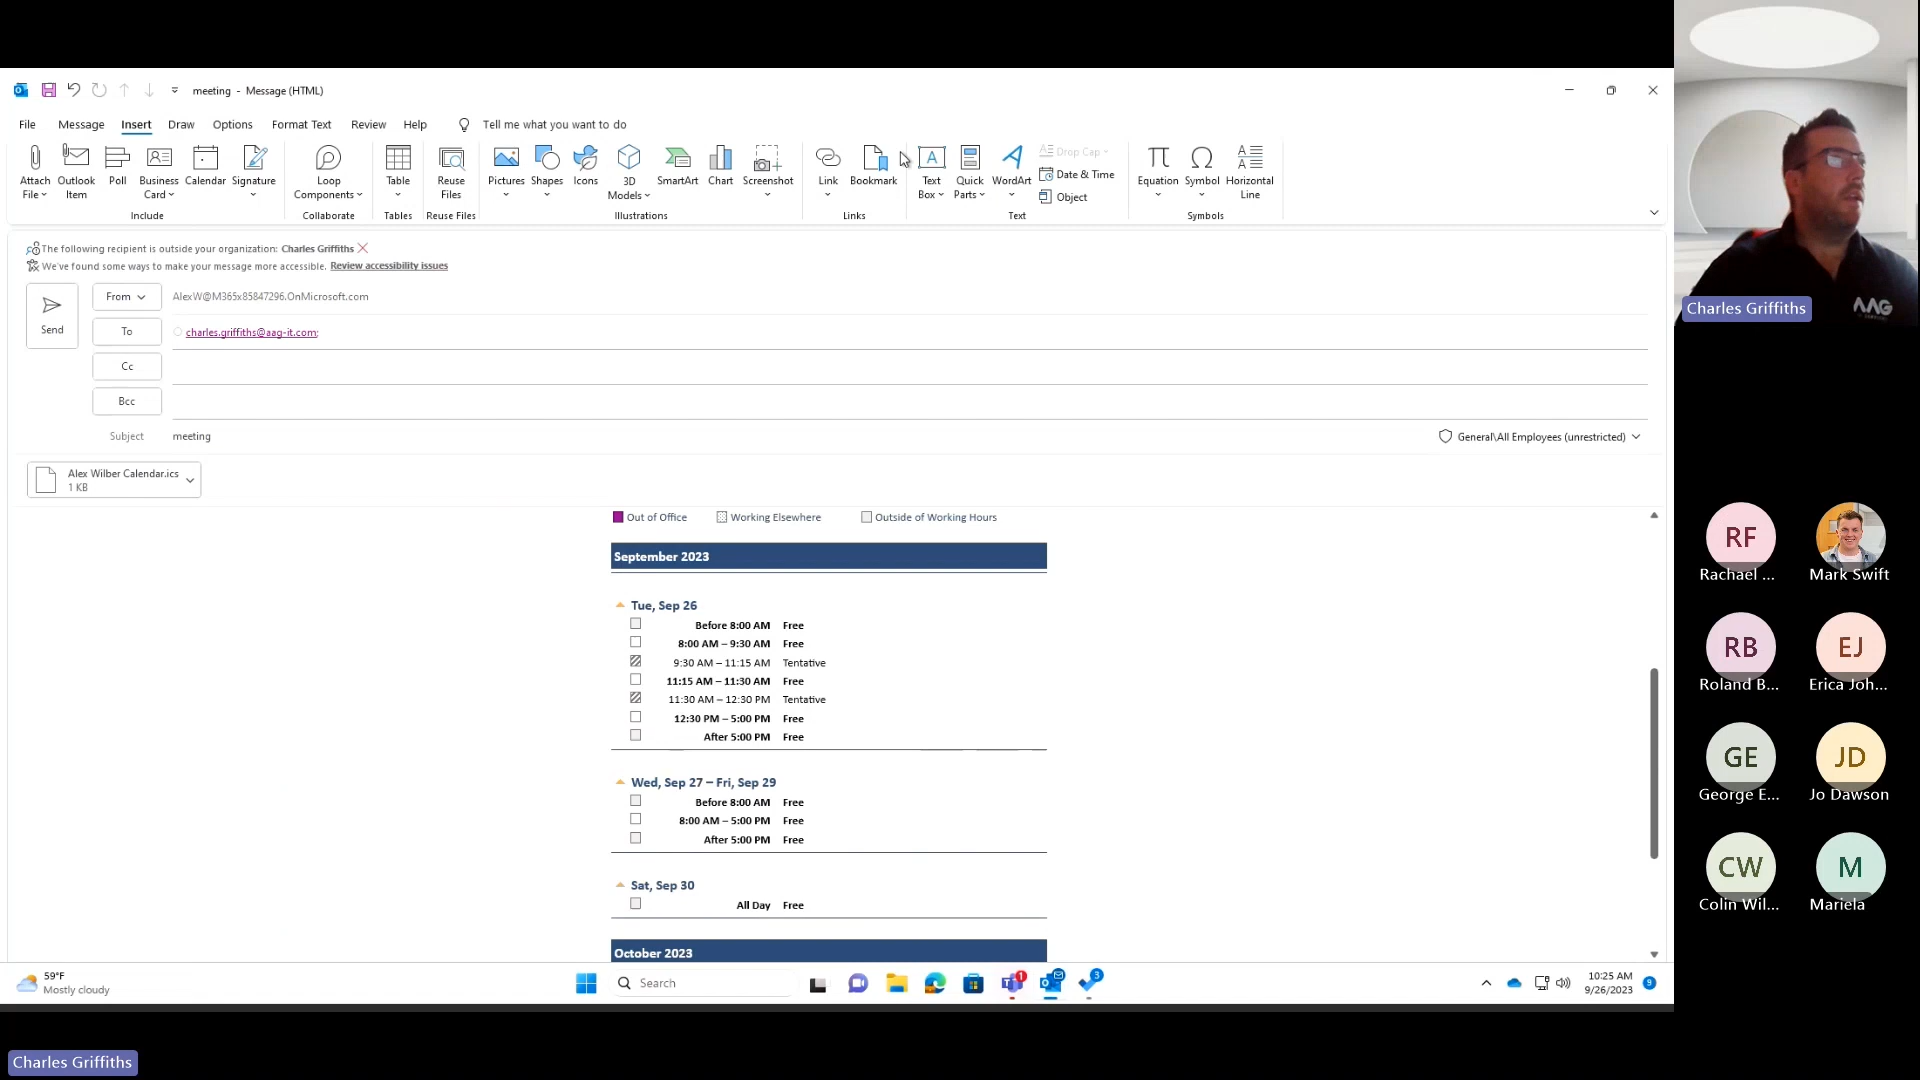 meeting - Message (HTML)
File Message Insert Draw Options Format Text Review Help Tell me what you want to do
Attach File
Outlook Item
Poll
Business Card
Calendar
Signature
Include
Loop Components
Collaborate
Table
Tables
Reuse Files
Reuse Files
Pictures
Shapes
Icons
3D Models
SmartArt
Chart
Screenshot
Illustrations
Link
Bookmark
Links
Text Box
Quick Parts
WordArt
Drop Cap
Date & Time
Object
Text
Equation
Symbol
Horizontal Line
Symbols
The following recipient is outside your organization: Charles Griffiths
We've found some ways to make your message more accessible. Review accessibility issues
Send
From AlexW@M365x85847296.OnMicrosoft.com
To charles.griffiths@aag-it.com;
Cc
Bcc
Subject meeting
General\All Employees (unrestricted)
Alex Wilber Calendar.ics
1 KB
Out of Office Working Elsewhere Outside of Working Hours
September 2023
Tue, Sep 26
Before 8:00 AM Free
8:00 AM – 9:30 AM Free
9:30 AM – 11:15 AM Tentative
11:15 AM – 11:30 AM Free
11:30 AM – 12:30 PM Tentative
12:30 PM – 5:00 PM Free
After 5:00 PM Free
Wed, Sep 27 – Fri, Sep 29
Before 8:00 AM Free
8:00 AM – 5:00 PM Free
After 5:00 PM Free
Sat, Sep 30
All Day Free
October 2023
59°F
Mostly cloudy
Search
1
3
10:25 AM
9/26/2023
9
Charles Griffiths
AAG
Charles Griffiths
RF
Rachael ...
Mark Swift
RB
Roland B...
EJ
Erica Joh...
GE
George E...
JD
Jo Dawson
CW
Colin Wil...
M
Mariela